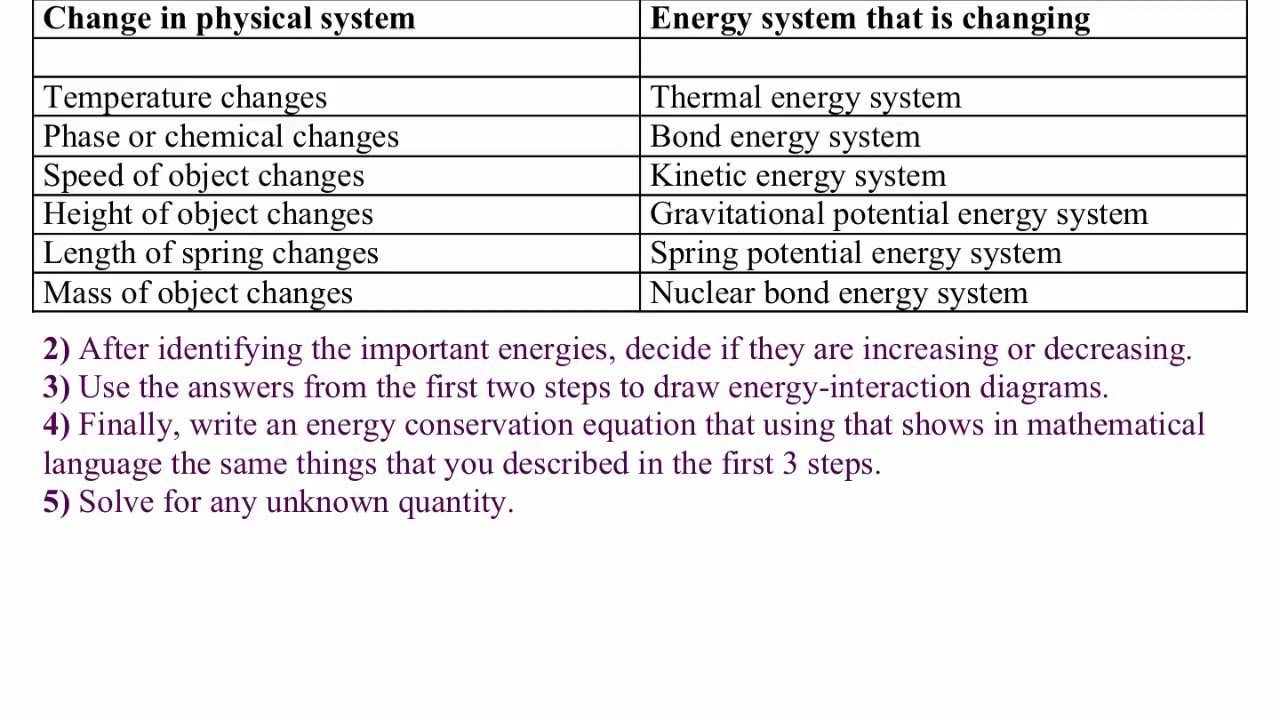 Change in physical system Energy system that is changing
Temperature changes Thermal energy system
Phase or chemical changes Bond energy system
Speed of object changes Kinetic energy system
Height of object changes Gravitational potential energy system
Length of spring changes Spring potential energy system
Mass of object changes Nuclear bond energy system
2) After identifying the important energies, decide if they are increasing or decreasing.
3) Use the answers from the first two steps to draw energy-interaction diagrams.
4) Finally, write an energy conservation equation that using that shows in mathematical
language the same things that you described in the first 3 steps.
5) Solve for any unknown quantity.